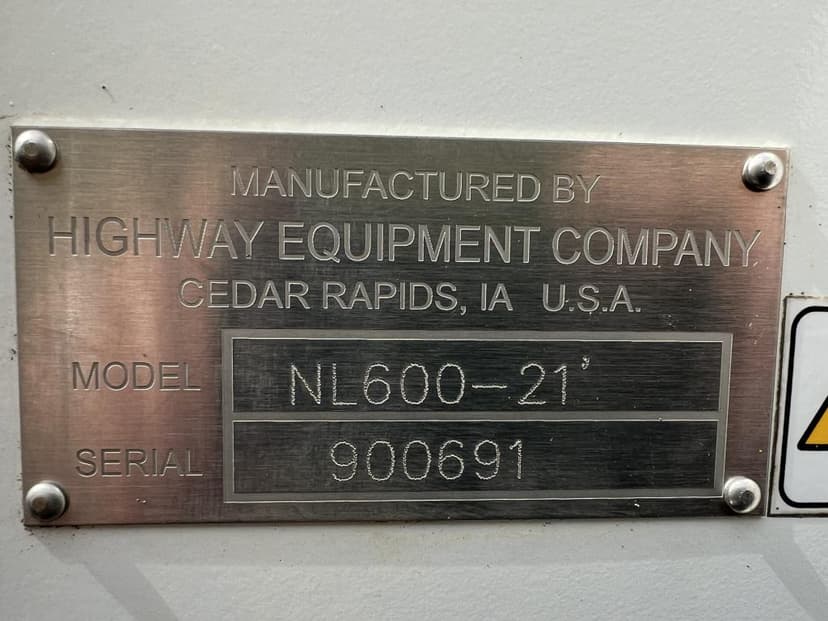 MANUFACTURED BY
HIGHWAY EQUIPMENT COMPANY
CEDAR RAPIDS, IA U.S.A.
MODEL NL600-21'
SERIAL 900691